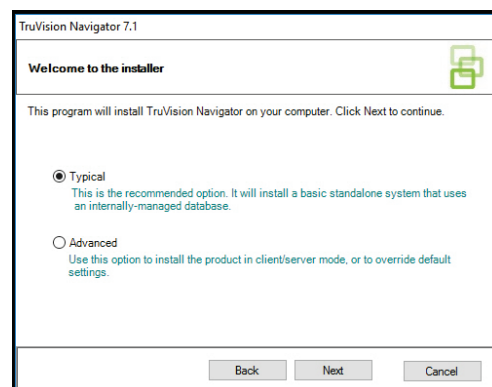 TruVision Navigator 7.1
Welcome to the installer
This program will install TruVision Navigator on your computer. Click Next to continue.
Typical
This is the recommended option. It will install a basic standalone system that uses
an internally-managed database.
Advanced
Use this option to install the product in client/server mode, or to override default
settings.
Back Next Cancel